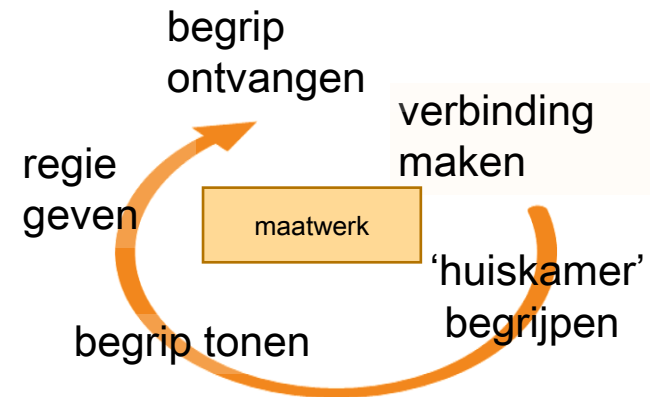 begrip
ontvangen
verbinding
maken
regie
geven
maatwerk
‘huiskamer’
begrijpen
begrip tonen